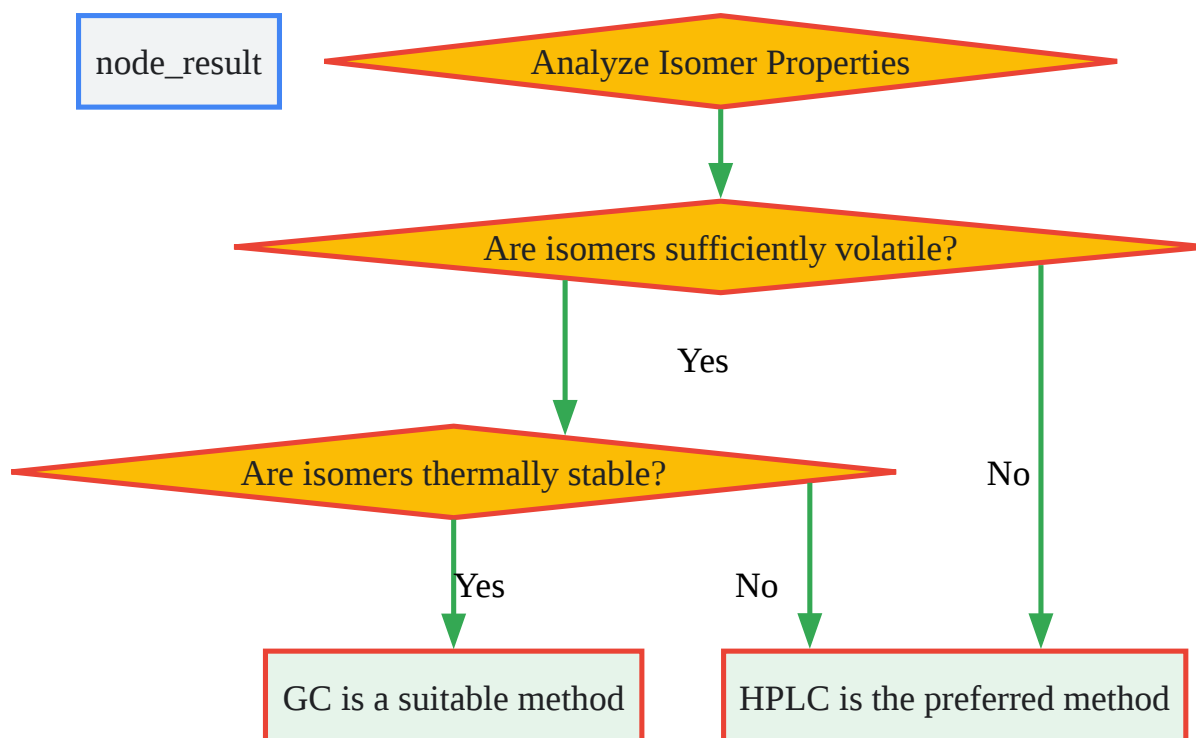 node_result
Analyze Isomer Properties
Are isomers sufficiently volatile?
Yes
Are isomers thermally stable?
No
Yes
No
GC is a suitable method
HPLC is the preferred method